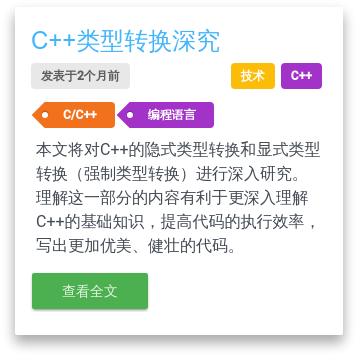 C++类型转换深究
发表于2个月前 技术 C++
C/C++ 编程语言
本文将对C++的隐式类型转换和显式类型
转换（强制类型转换）进行深入研究。
理解这一部分的内容有利于更深入理解
C++的基础知识，提高代码的执行效率，
写出更加优美、健壮的代码。
查看全文